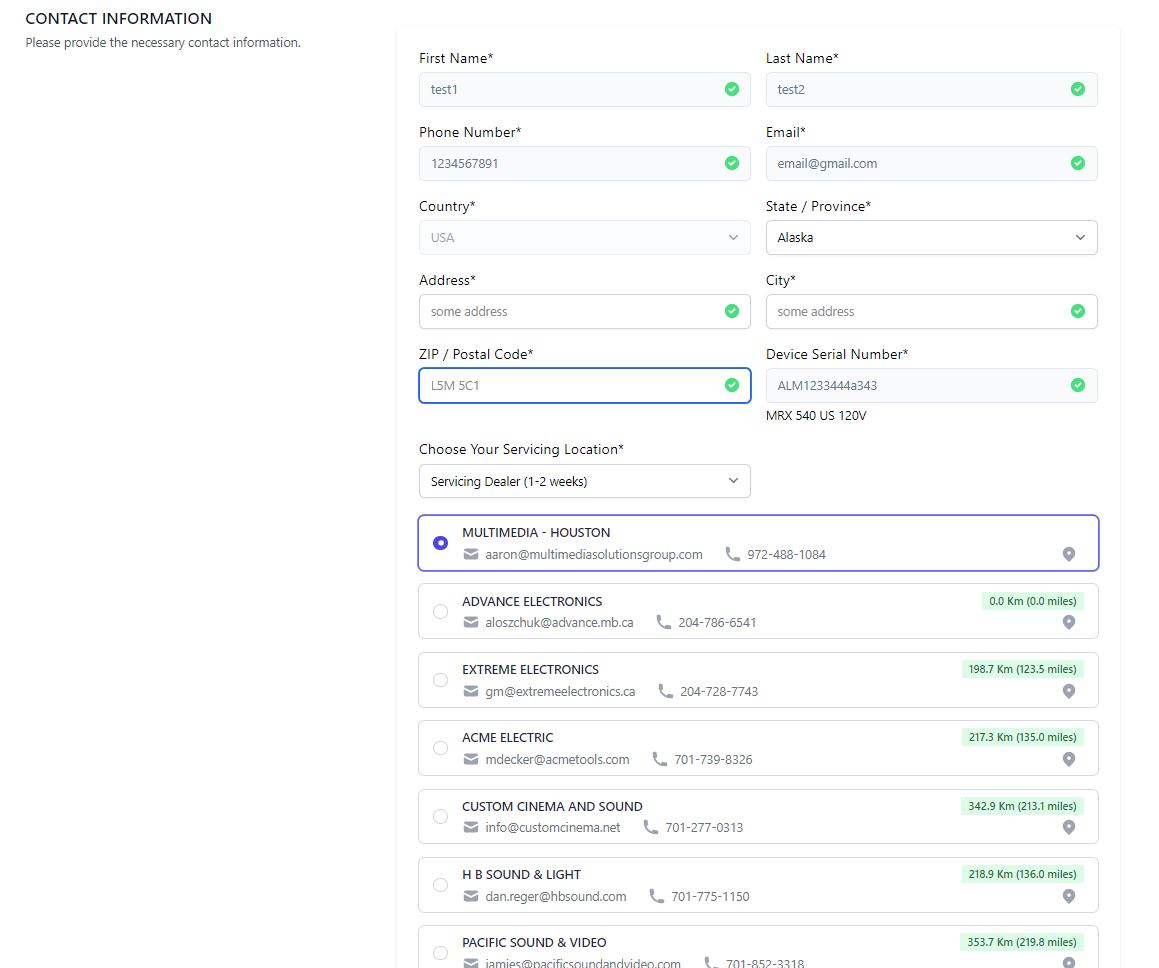 CONTACT INFORMATION
Please provide the necessary contact information.
First Name*
Last Name*
test1
test2
Phone Number*
Email*
1234567891
email@gmail.com
Country*
State / Province*
USA
Alaska
Address*
City*
some address
some address
ZIP / Postal Code*
Device Serial Number*
L5M 5C1
ALM1233444a343
MRX 540 US 120V
Choose Your Servicing Location*
Servicing Dealer (1-2 weeks)
MULTIMEDIA - HOUSTON
aaron@multimediasolutionsgroup.com 972-488-1084
ADVANCE ELECTRONICS
0.0 Km (0.0 miles)
aloszchuk@advance.mb.ca 204-786-6541
EXTREME ELECTRONICS
198.7 Km (123.5 miles)
gm@extremeelectronics.ca 204-728-7743
ACME ELECTRIC
217.3 Km (135.0 miles)
mdecker@acmetools.com 701-739-8326
CUSTOM CINEMA AND SOUND
342.9 Km (213.1 miles)
info@customcinema.net 701-277-0313
H B SOUND & LIGHT
218.9 Km (136.0 miles)
dan.reger@hbsound.com 701-775-1150
PACIFIC SOUND & VIDEO
353.7 Km (219.8 miles)
jamies@pacificsoundandvideo.com 701-852-3318